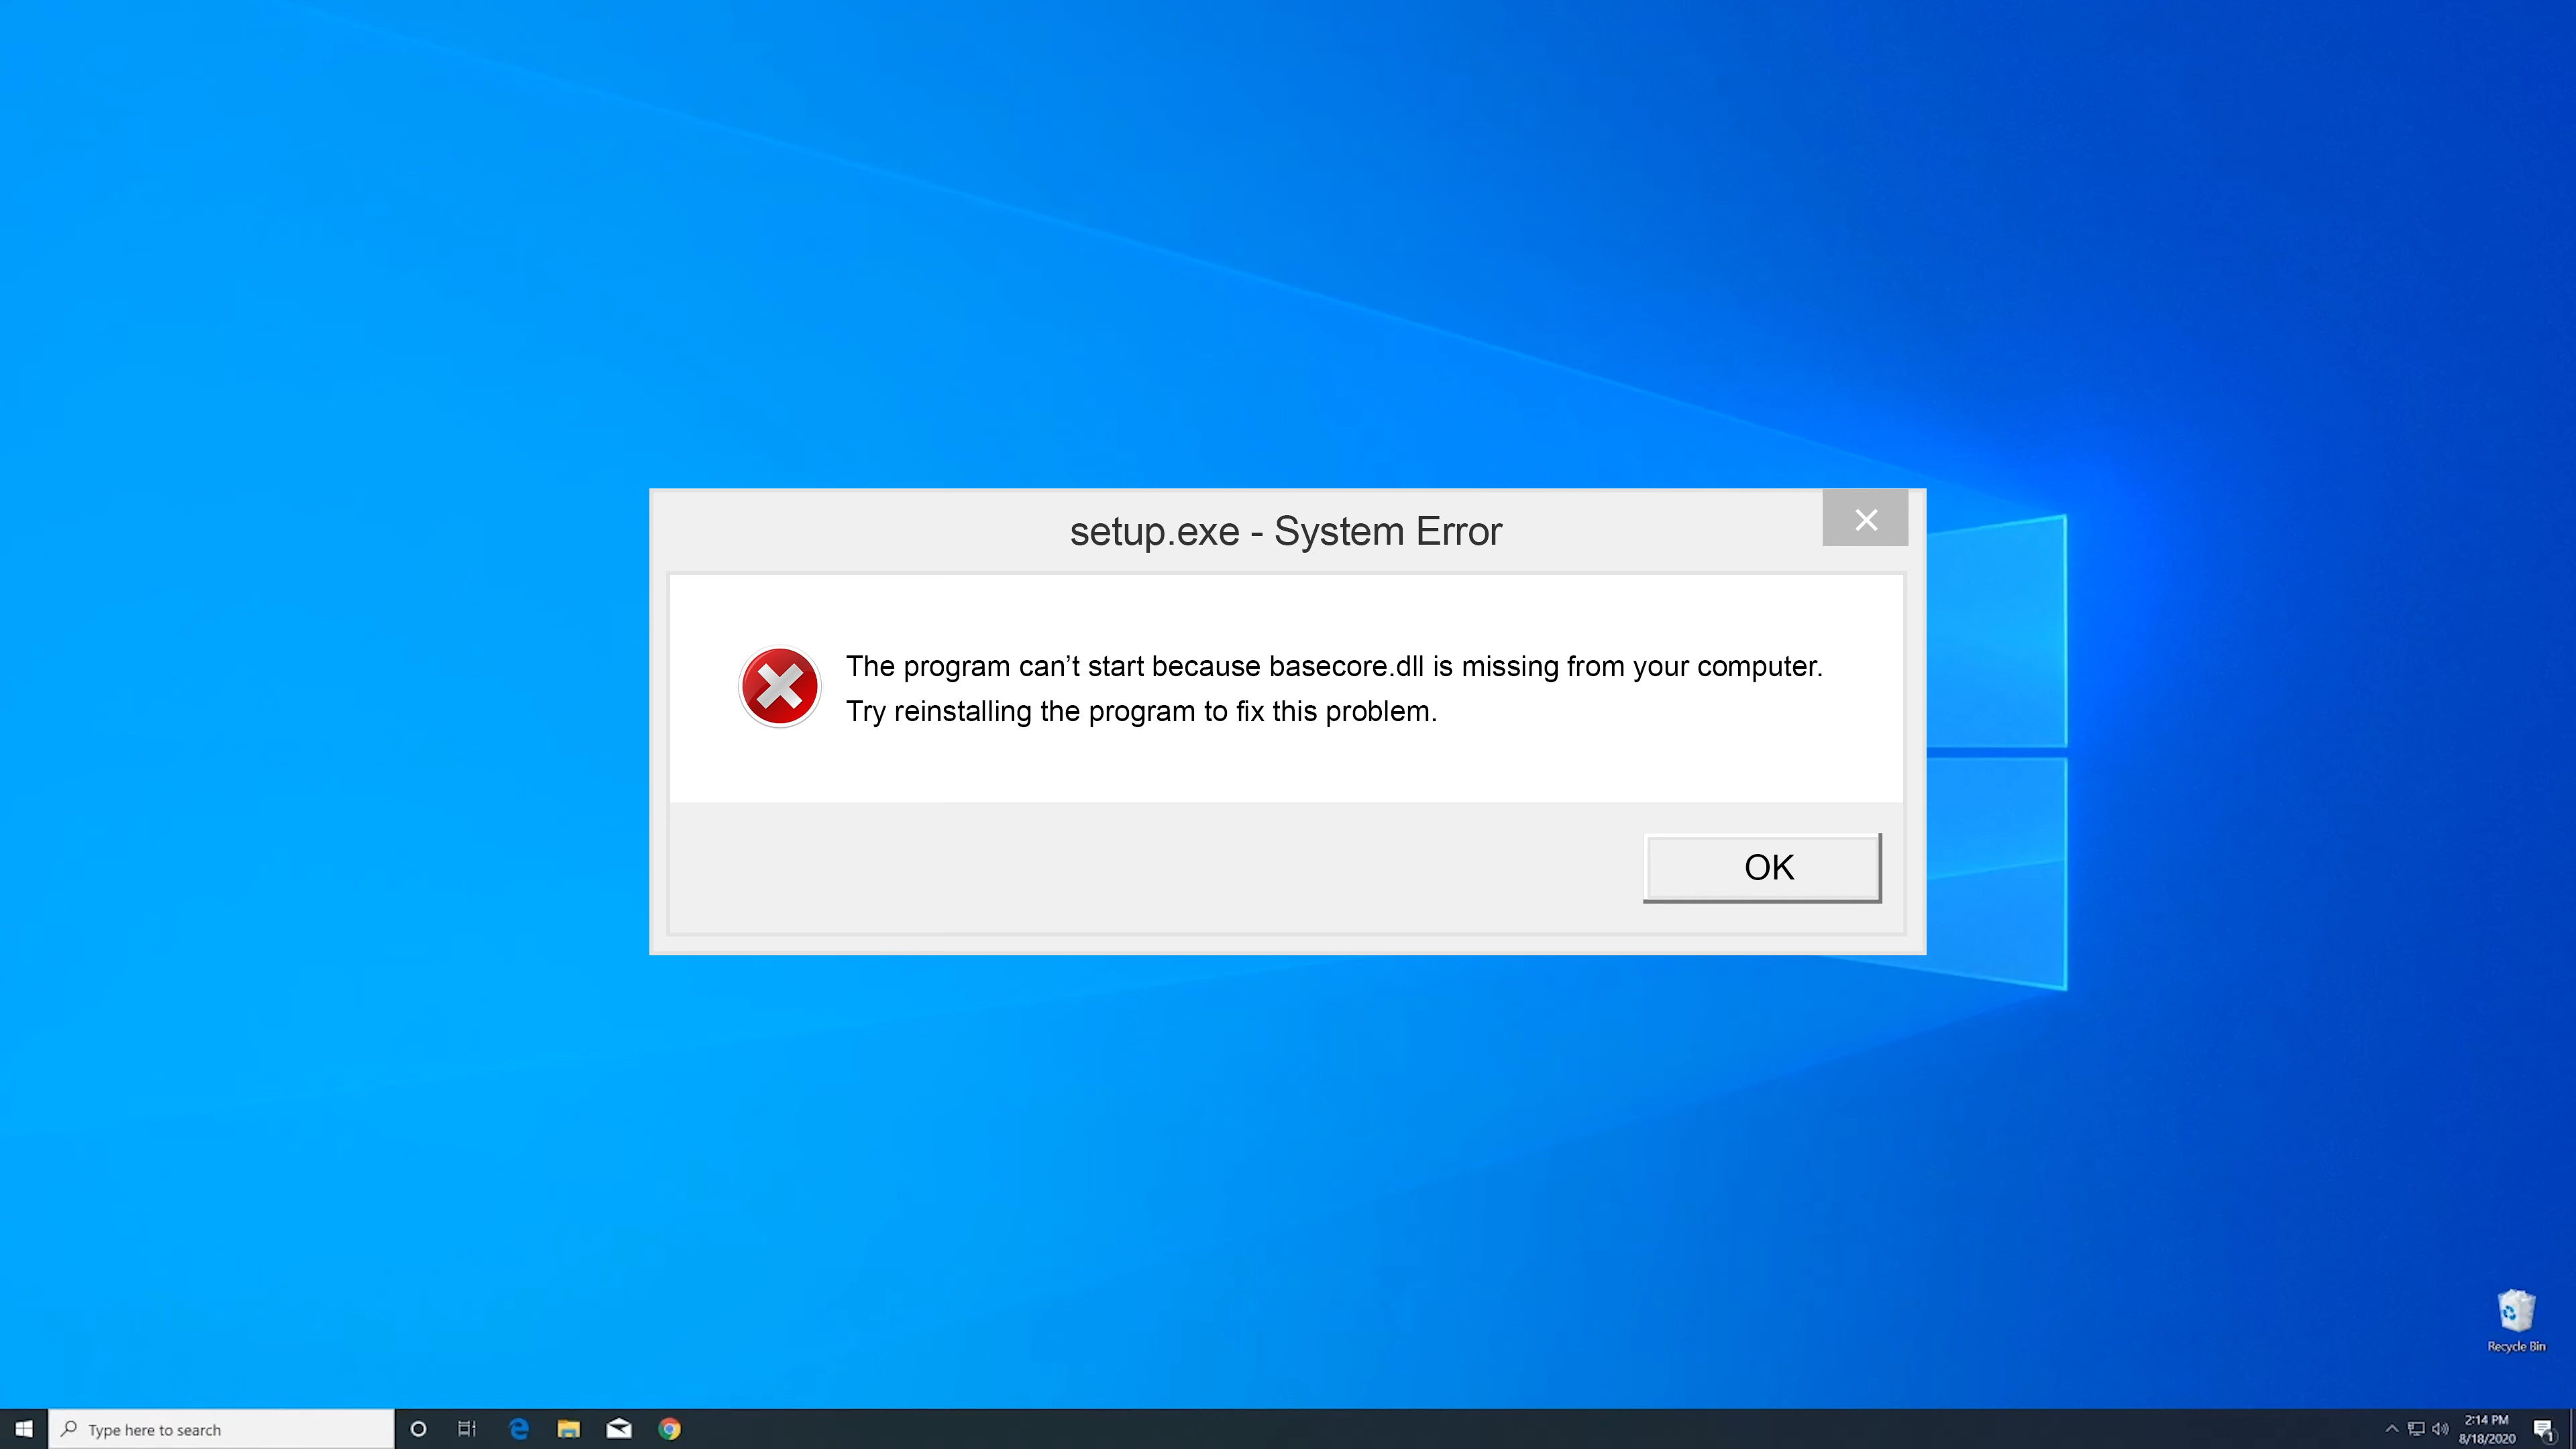 setup.exe - System Error
The program can’t start because basecore.dll is missing from your computer.
Try reinstalling the program to fix this problem.
OK
Recycle Bin
Type here to search
2:14 PM
8/18/2020
1